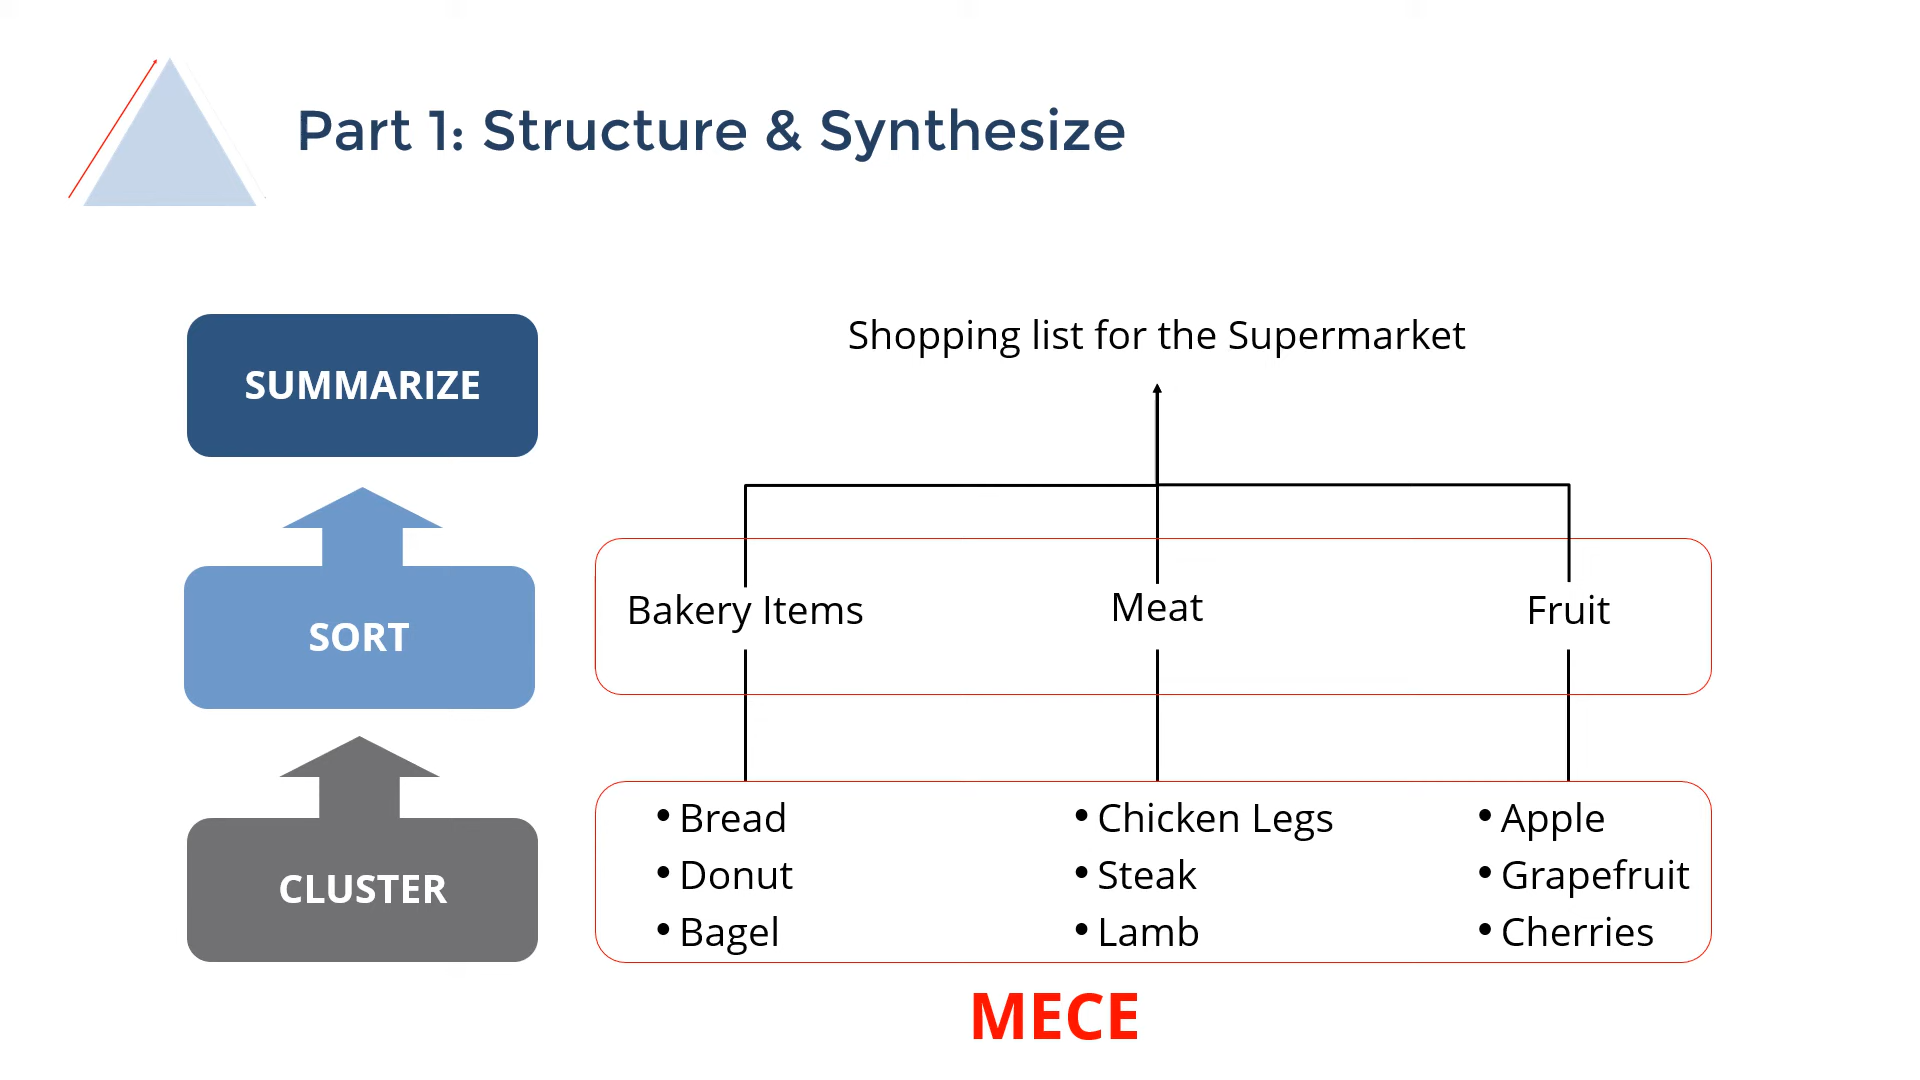 Part 1: Structure & Synthesize
SUMMARIZE
SORT
CLUSTER
Shopping list for the Supermarket
Bakery Items
Meat
Fruit
• Bread
• Donut
• Bagel
• Chicken Legs
• Steak
• Lamb
• Apple
• Grapefruit
• Cherries
MECE